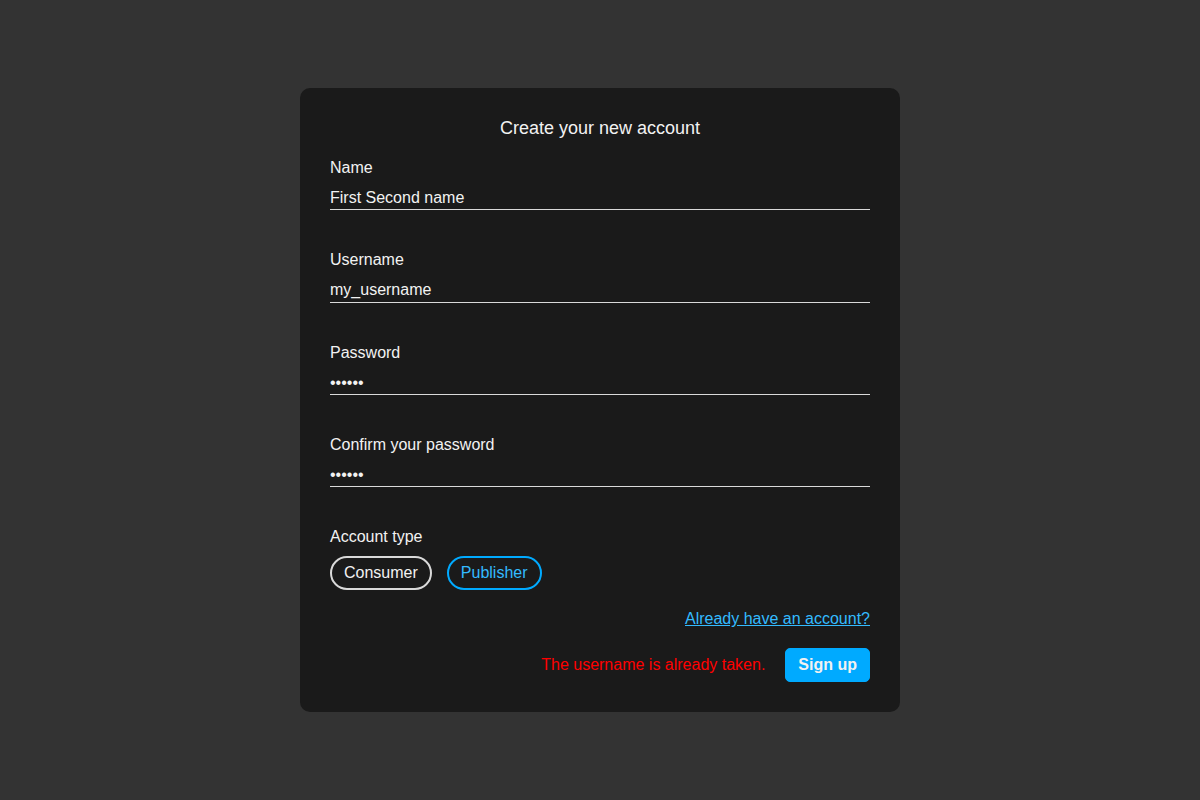 Create your new account
Name
First Second name
Username
my_username
Password
••••••
Confirm your password
••••••
Account type
Consumer Publisher
Already have an account?
The username is already taken. Sign up